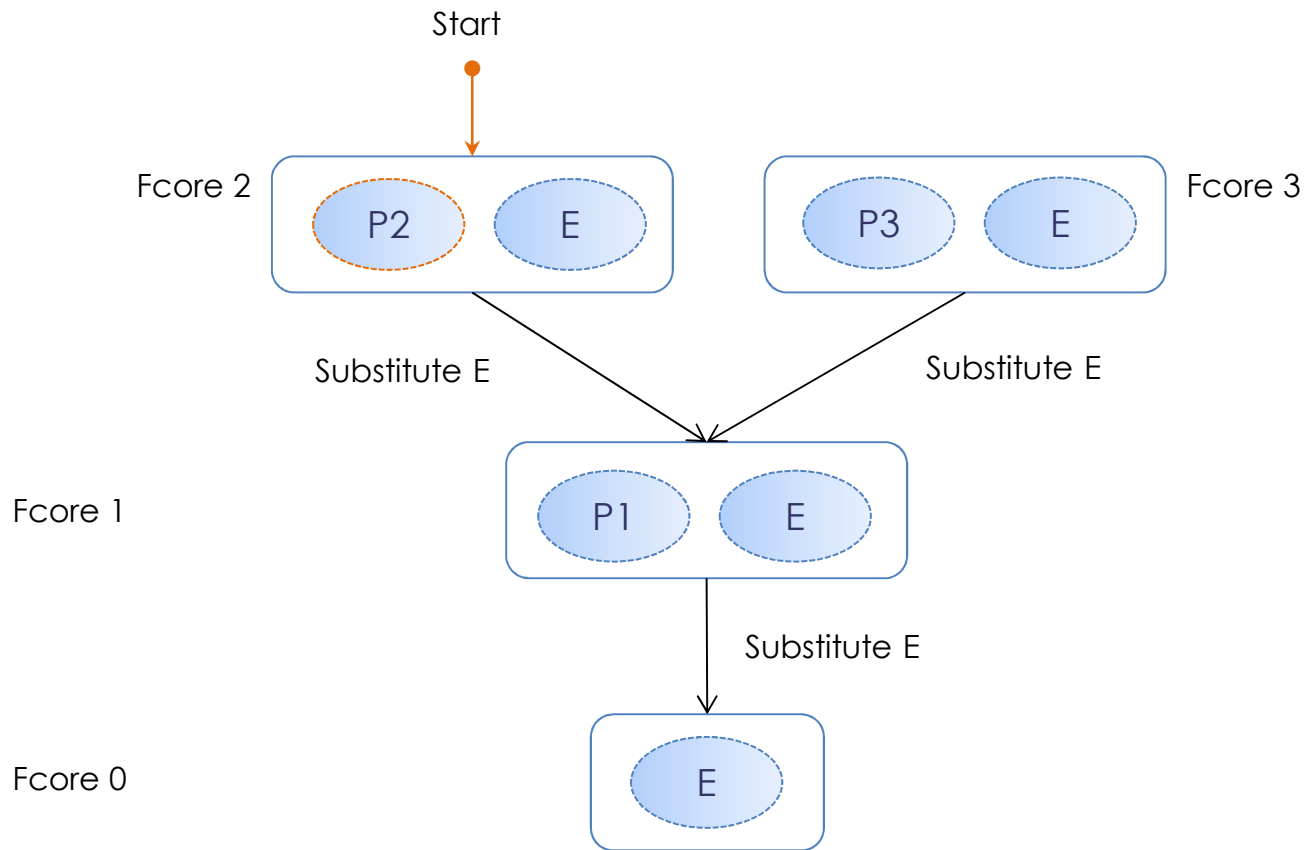 Start
Fcore 2
P2
E
P3
E
Fcore 3
Substitute E
Substitute E
Fcore 1
P1
E
Substitute E
Fcore 0
E